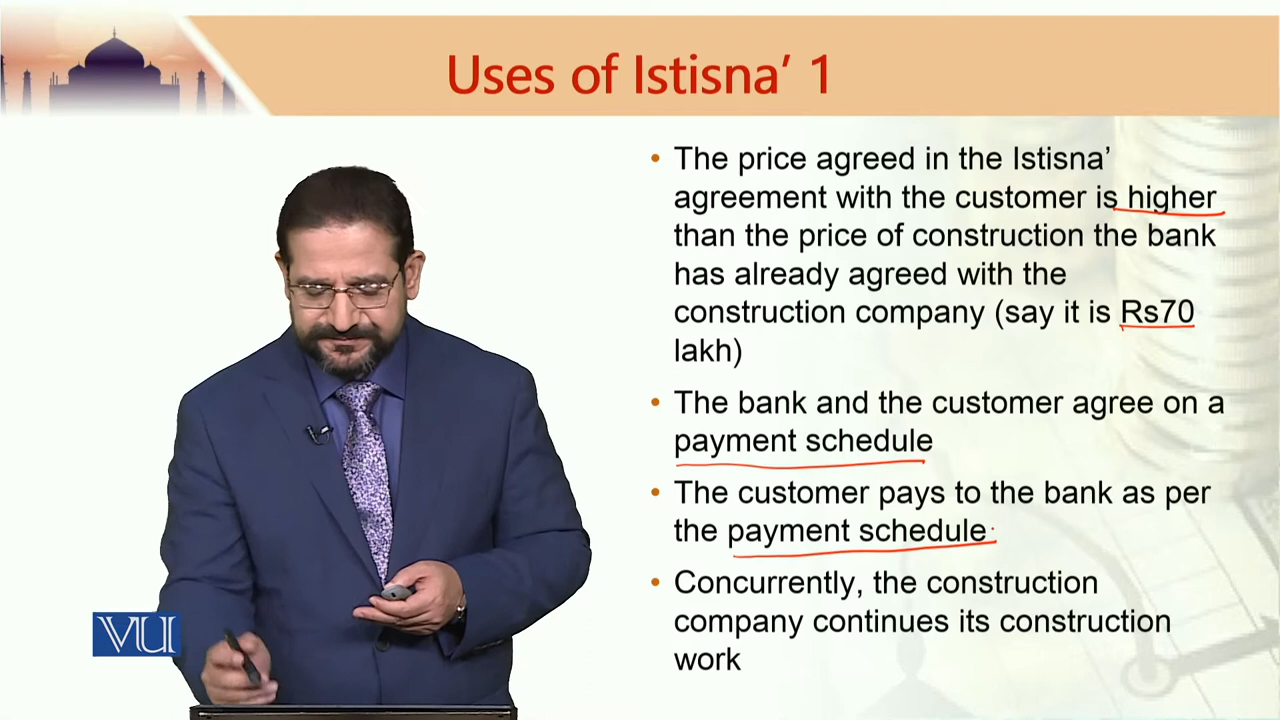 Uses of Istisna’ 1
• The price agreed in the Istisna’
agreement with the customer is higher
than the price of construction the bank
has already agreed with the
construction company (say it is Rs70
lakh)
• The bank and the customer agree on a
payment schedule
• The customer pays to the bank as per
the payment schedule
• Concurrently, the construction
company continues its construction
work
VU